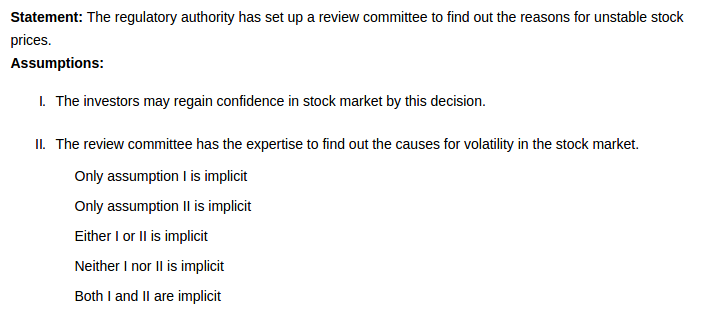 Statement: The regulatory authority has set up a review committee to find out the reasons for unstable stock
prices.
Assumptions:
I. The investors may regain confidence in stock market by this decision.
II. The review committee has the expertise to find out the causes for volatility in the stock market.
Only assumption I is implicit
Only assumption II is implicit
Either I or II is implicit
Neither I nor II is implicit
Both I and II are implicit